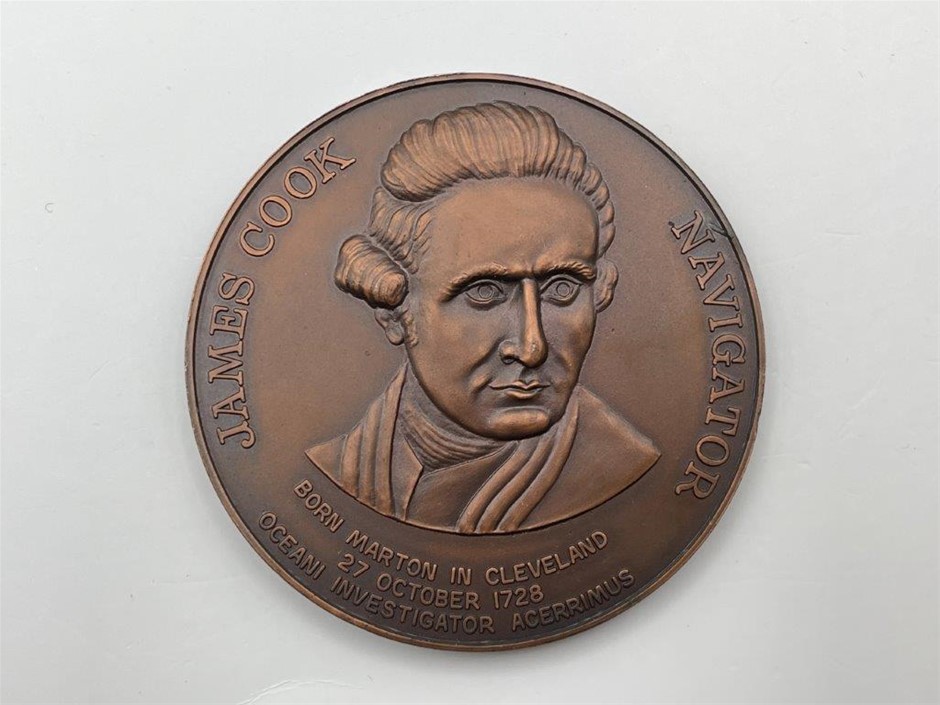 JAMES COOK
NAVIGATOR
BORN MARTON IN CLEVELAND
27 OCTOBER 1728
OCEANI INVESTIGATOR ACERRIMUS